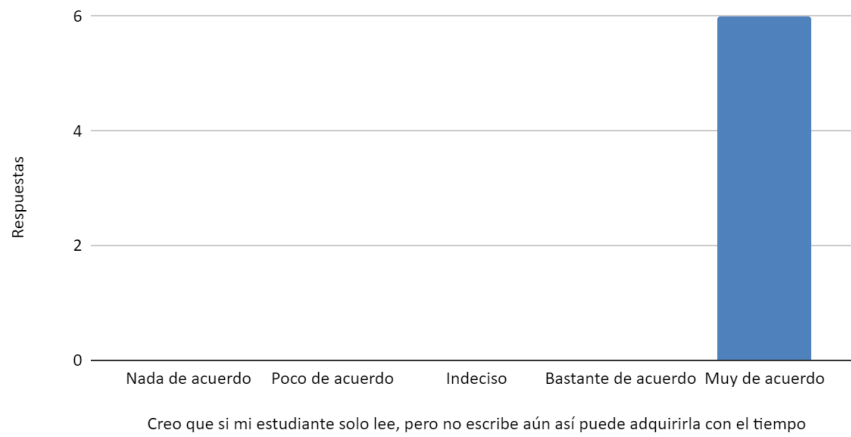 6
4
2
0
Respuestas
Nada de acuerdo
Poco de acuerdo
Indeciso
Bastante de acuerdo
Muy de acuerdo
Creo que si mi estudiante solo lee, pero no escribe aún así puede adquirirla con el tiempo